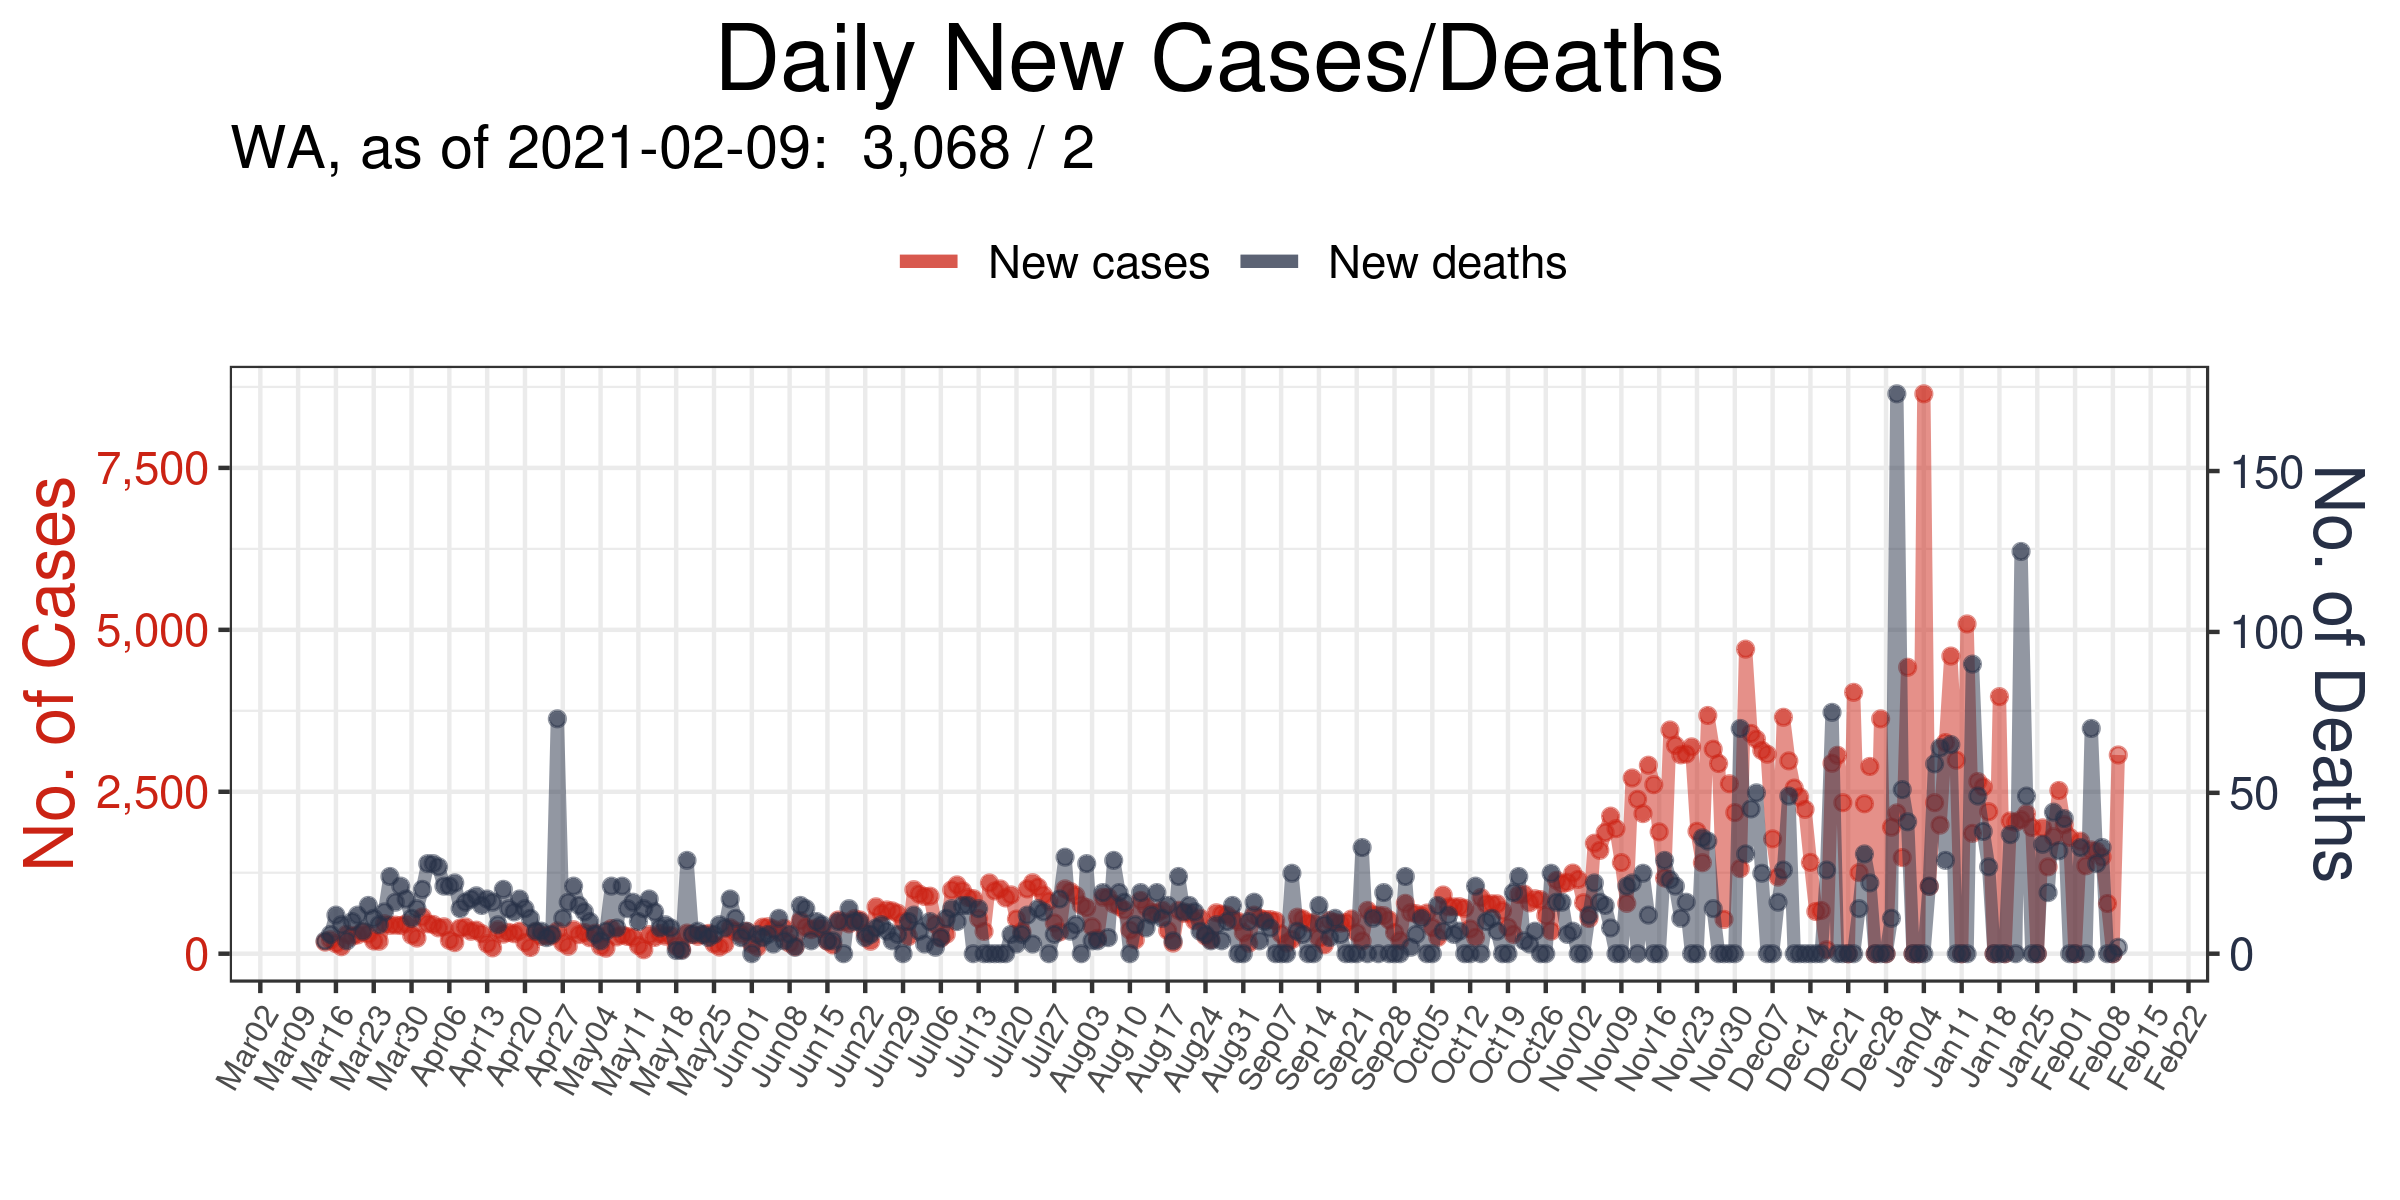 Daily New Cases/Deaths
WA, as of 2021-02-09:  3,068 / 2
New cases New deaths
No. of Cases
7,500
5,000
2,500
0
150
100
50
0
No. of Deaths
Mar02 Mar09 Mar16 Mar23 Mar30 Apr06 Apr13 Apr20 Apr27 May04 May11 May18 May25 Jun01 Jun08 Jun15 Jun22 Jun29 Jul06 Jul13 Jul20 Jul27 Aug03 Aug10 Aug17 Aug24 Aug31 Sep07 Sep14 Sep21 Sep28 Oct05 Oct12 Oct19 Oct26 Nov02 Nov09 Nov16 Nov23 Nov30 Dec07 Dec14 Dec21 Dec28 Dec04 Jan11 Jan18 Jan25 Feb01 Feb08 Feb15 Feb22